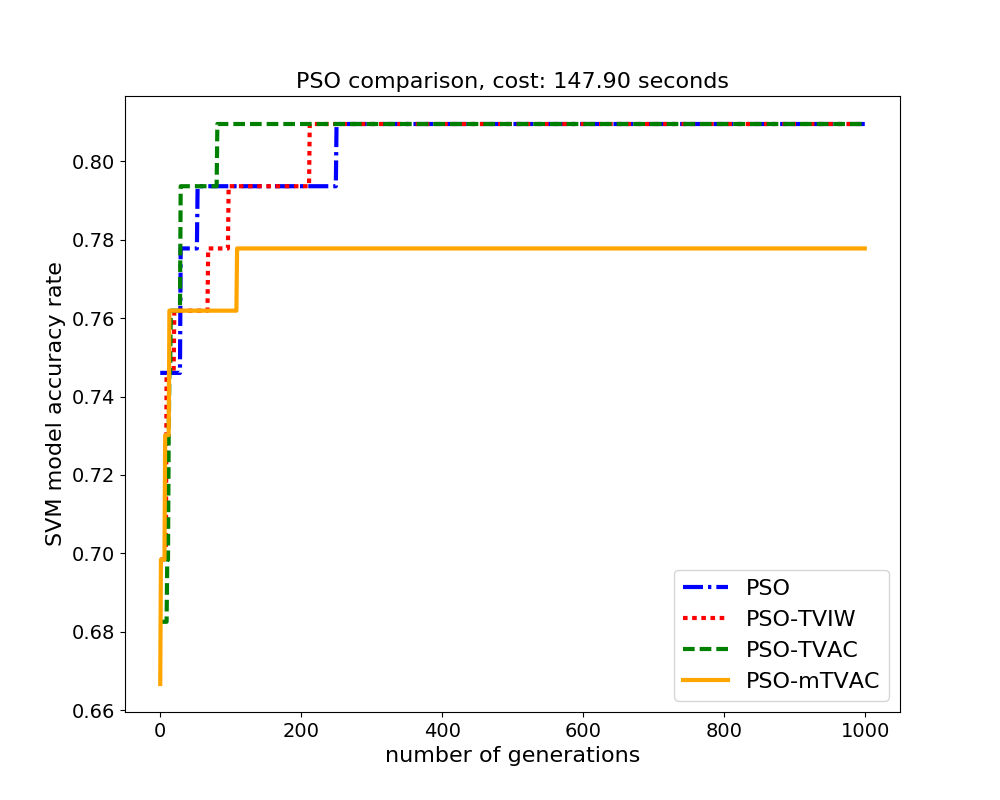 PSO comparison, cost: 147.90 seconds
SVM model accuracy rate
0.80
0.78
0.76
0.74
0.72
0.70
0.68
0.66
0 200 400 600 800 1000
number of generations
PSO
PSO-TVIW
PSO-TVAC
PSO-mTVAC